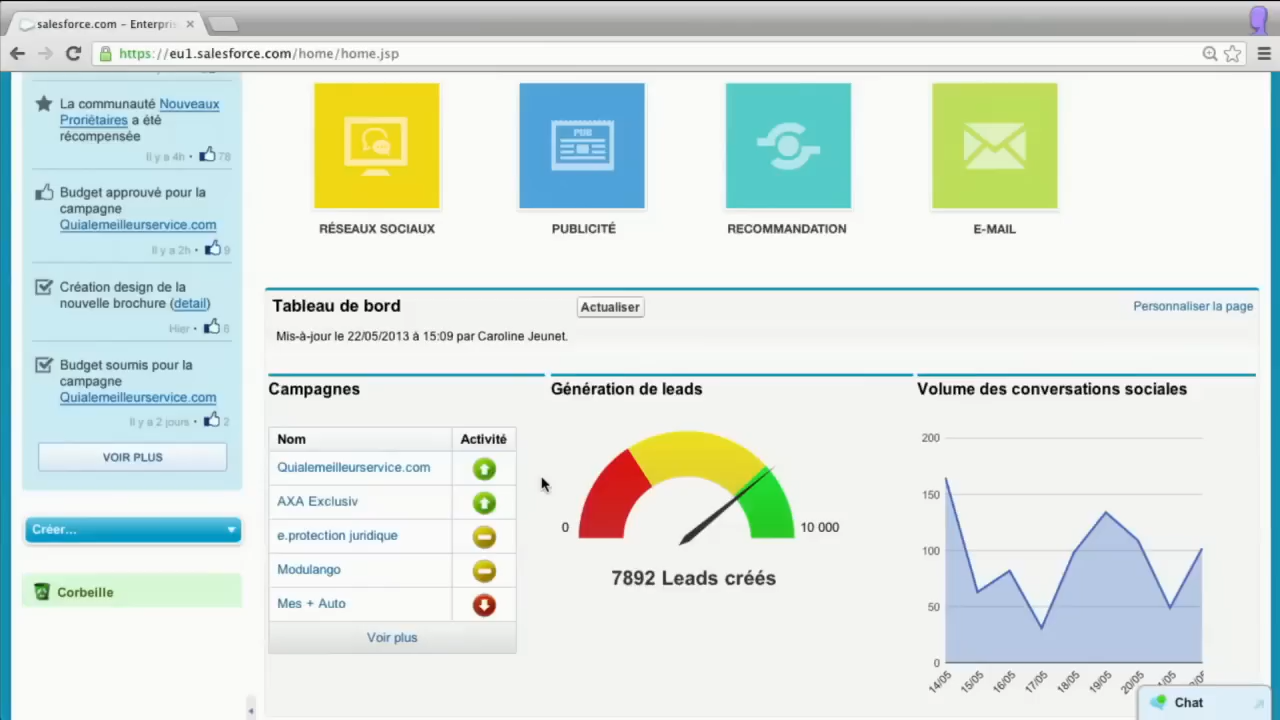 salesforce.com - Enterpris
https://eu1.salesforce.com/home/home.jsp
La communauté Nouveaux
Proriétaires a été
récompensée
Il y a 4h • 78
Budget approuvé pour la
campagne
Quialemeilleurservice.com
Il y a 2h • 9
Création design de la
nouvelle brochure (detail)
Hier • 8
Budget soumis pour la
campagne
Quialemeilleurservice.com
Il y a 2 jours • 2
VOIR PLUS
Créer...
Corbeille
PUB
RÉSEAUX SOCIAUX
PUBLICITÉ
RECOMMANDATION
E-MAIL
Tableau de bord
Actualiser
Personnaliser la page
Mis-à-jour le 22/05/2013 à 15:09 par Caroline Jeunet.
Campagnes
Nom Activité
Quialemeilleurservice.com
AXA Exclusiv
e.protection juridique
Modulango
Mes + Auto
Voir plus
Génération de leads
0
10 000
7892 Leads créés
Volume des conversations sociales
200
150
100
50
0
14/05 15/05 16/05 17/05 18/05 19/05 20/05
Chat